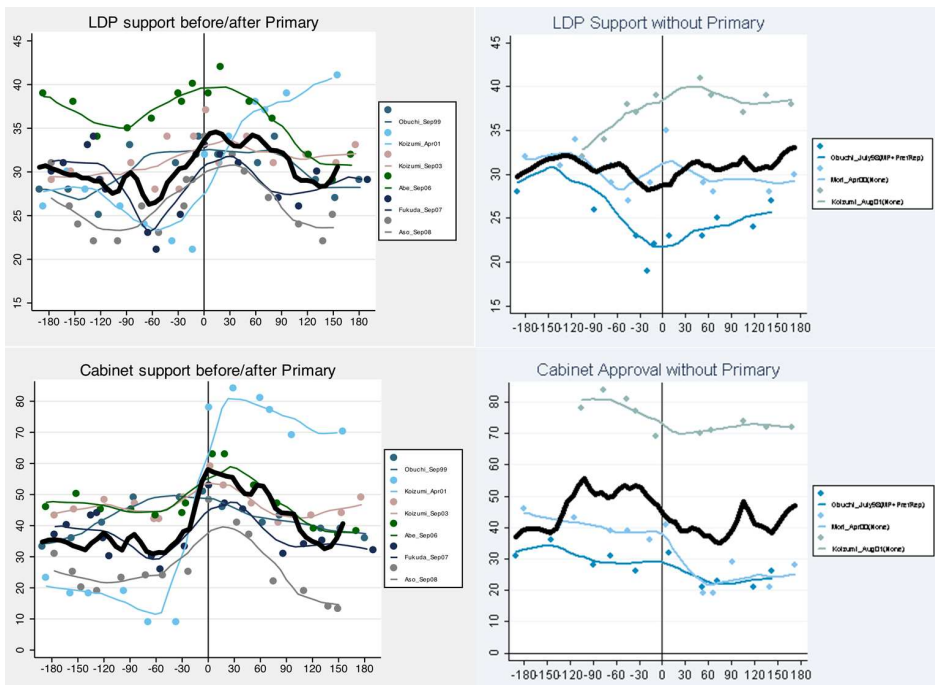 LDP support before/after Primary
45
40
35
30
25
20
15
-180 -150 -120 -90 -60 -30 0 30 60 90 120 150 180
Obuchi_Sep99
Koizumi_Apr01
Koizumi_Sep03
Abe_Sep06
Fukuda_Sep07
Aso_Sep08
LDP Support without Primary
45
40
35
30
25
20
15
-180 -150 -120 -90 -60 -30 0 30 60 90 120 150 180
Mori_Apr00(None)
Koizumi_Aug01(None)
Cabinet support before/after Primary
80
70
60
50
40
30
20
10
0
-180 -150 -120 -90 -60 -30 0 30 60 90 120 150 180
Obuchi_Sep99
Koizumi_Apr01
Koizumi_Sep03
Abe_Sep06
Fukuda_Sep07
Aso_Sep08
Cabinet Approval without Primary
80
70
60
50
40
30
20
10
0
-180 -150 -120 -90 -60 -30 0 30 60 90 120 150 180
Mori_Apr00(None)
Koizumi_Aug01(None)